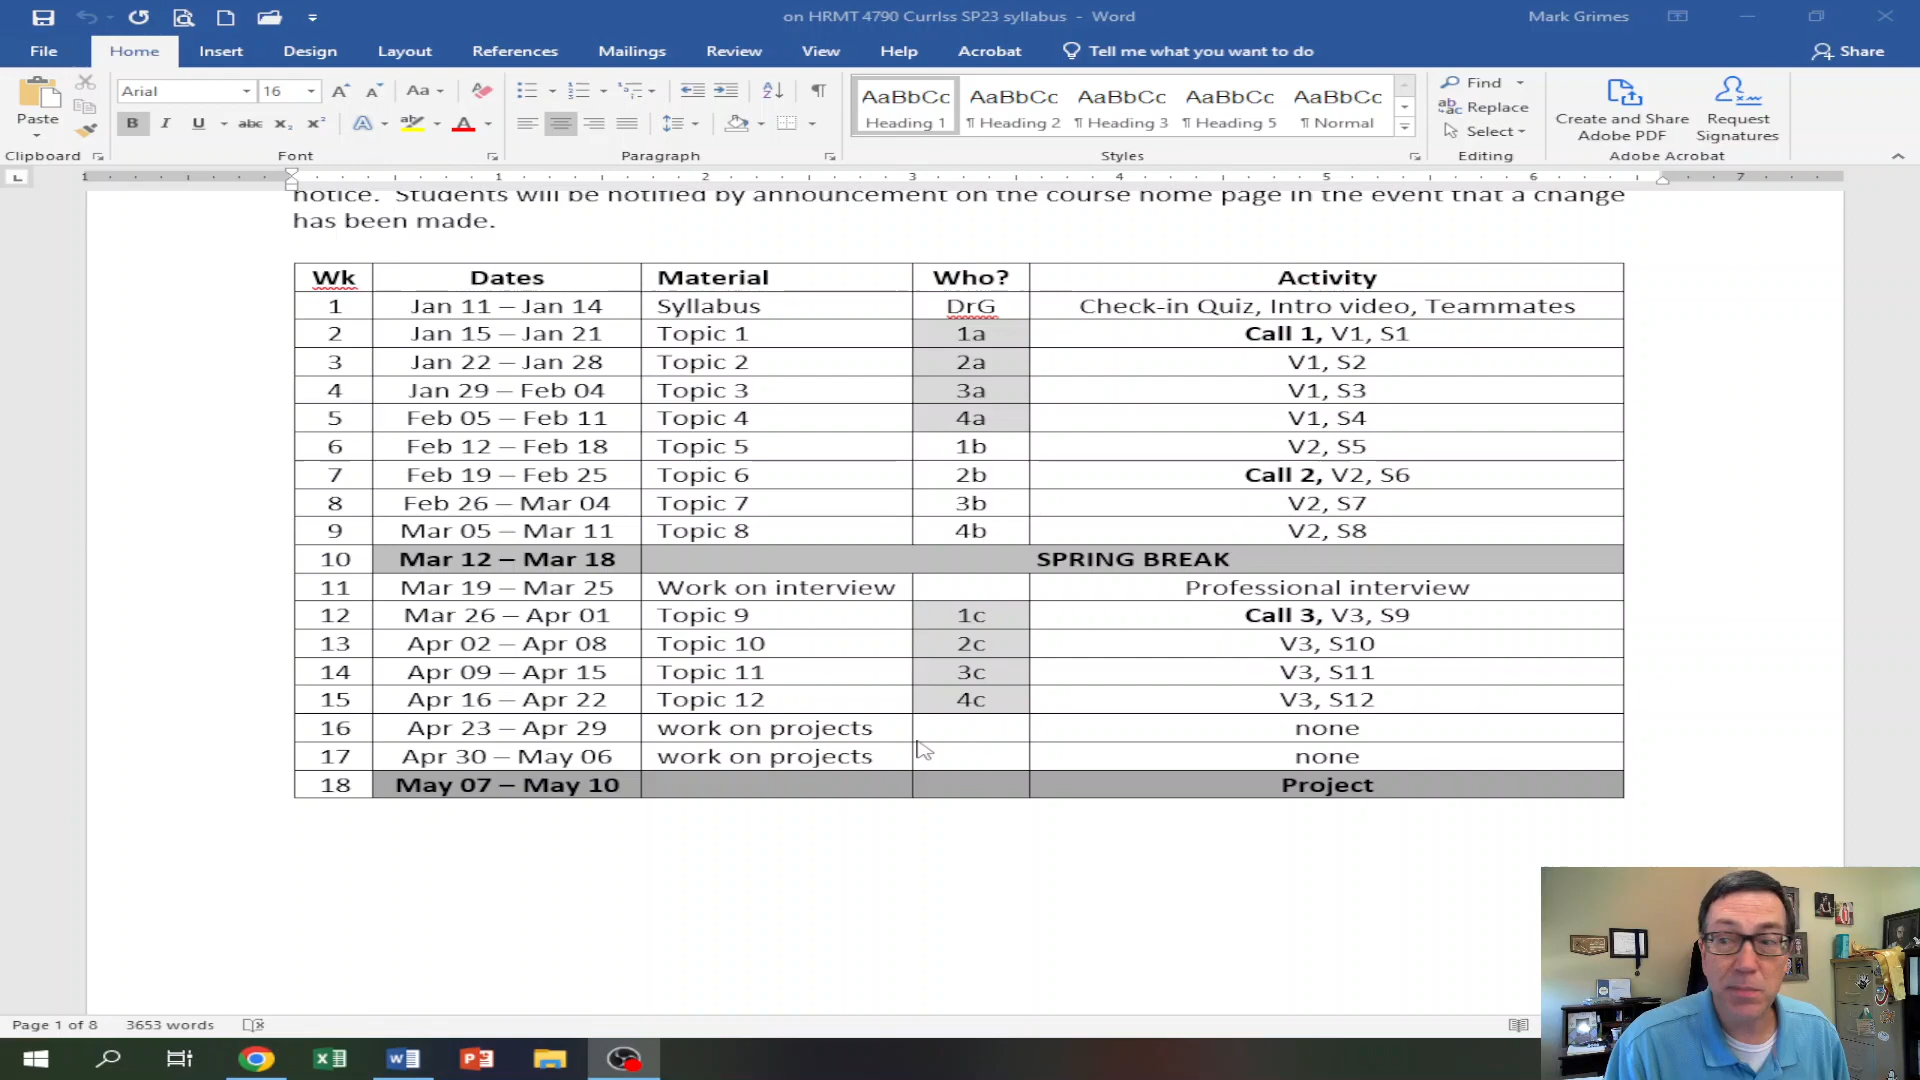 on HRMT 4790 CurrIss SP23 syllabus - Word
Mark Grimes
File Home Insert Design Layout References Mailings Review View Help Acrobat Tell me what you want to do Share
Paste
Arial 16
Aa
B I U abc x₂ x²
Clipboard Font Paragraph Styles Editing Adobe Acrobat
AaBbCc AaBbCc AaBbCc AaBbCc AaBbCc
Heading 1 ¶ Heading 2 ¶ Heading 3 ¶ Heading 5 ¶ Normal
Find
Replace
Select
Create and Share Adobe PDF
Request Signatures
1 1 2 3 4 5 6 7
notice. Students will be notified by announcement on the course home page in the event that a change
has been made.
Wk Dates Material Who? Activity
1 Jan 11 – Jan 14 Syllabus DrG Check-in Quiz, Intro video, Teammates
2 Jan 15 – Jan 21 Topic 1 1a Call 1, V1, S1
3 Jan 22 – Jan 28 Topic 2 2a V1, S2
4 Jan 29 – Feb 04 Topic 3 3a V1, S3
5 Feb 05 – Feb 11 Topic 4 4a V1, S4
6 Feb 12 – Feb 18 Topic 5 1b V2, S5
7 Feb 19 – Feb 25 Topic 6 2b Call 2, V2, S6
8 Feb 26 – Mar 04 Topic 7 3b V2, S7
9 Mar 05 – Mar 11 Topic 8 4b V2, S8
10 Mar 12 – Mar 18 SPRING BREAK
11 Mar 19 – Mar 25 Work on interview Professional interview
12 Mar 26 – Apr 01 Topic 9 1c Call 3, V3, S9
13 Apr 02 – Apr 08 Topic 10 2c V3, S10
14 Apr 09 – Apr 15 Topic 11 3c V3, S11
15 Apr 16 – Apr 22 Topic 12 4c V3, S12
16 Apr 23 – Apr 29 work on projects none
17 Apr 30 – May 06 work on projects none
18 May 07 – May 10 Project
Page 1 of 8 3653 words